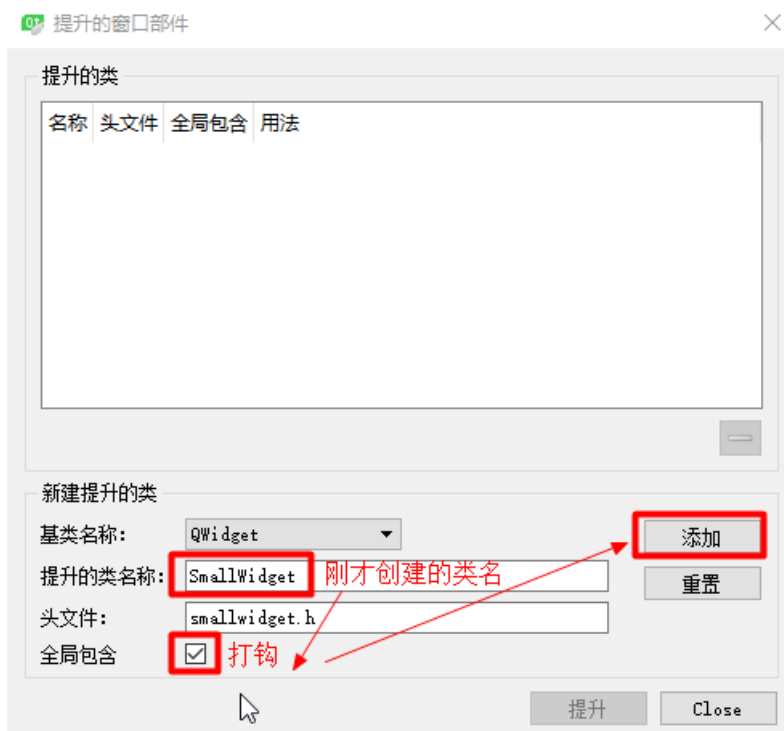 提升的窗口部件
提升的类
名称 头文件 全局包含 用法
新建提升的类
基类名称: QWidget 添加
提升的类名称: SmallWidget 刚才创建的类名 重置
头文件: smallwidget.h
全局包含 打钩
提升 Close